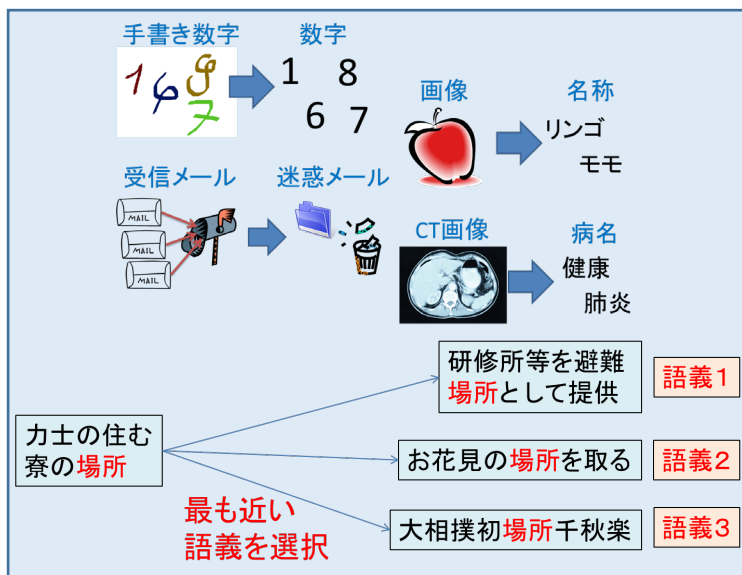 手書き数字
数字
1 6 8 7
1 8
6 7
画像
名称
リンゴ
モモ
受信メール
迷惑メール
MAIL
MAIL
MAIL
CT画像
病名
健康
肺炎
力士の住む
寮の場所
研修所等を避難
場所として提供
語義1
お花見の場所を取る
語義2
大相撲初場所千秋楽
語義3
最も近い
語義を選択